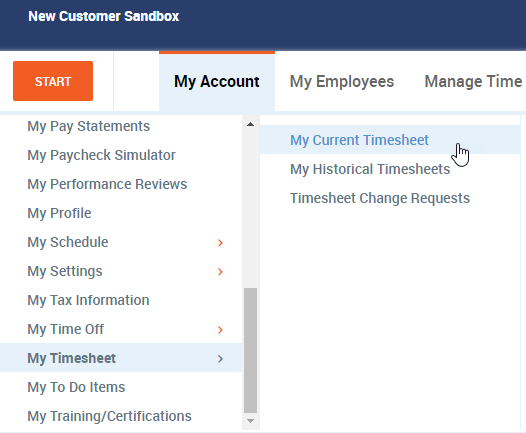 New Customer Sandbox
START
My Account
My Employees
Manage Time
My Pay Statements
My Paycheck Simulator
My Performance Reviews
My Profile
My Schedule
My Settings
My Tax Information
My Time Off
My Timesheet
My To Do Items
My Training/Certifications
My Current Timesheet
My Historical Timesheets
Timesheet Change Requests